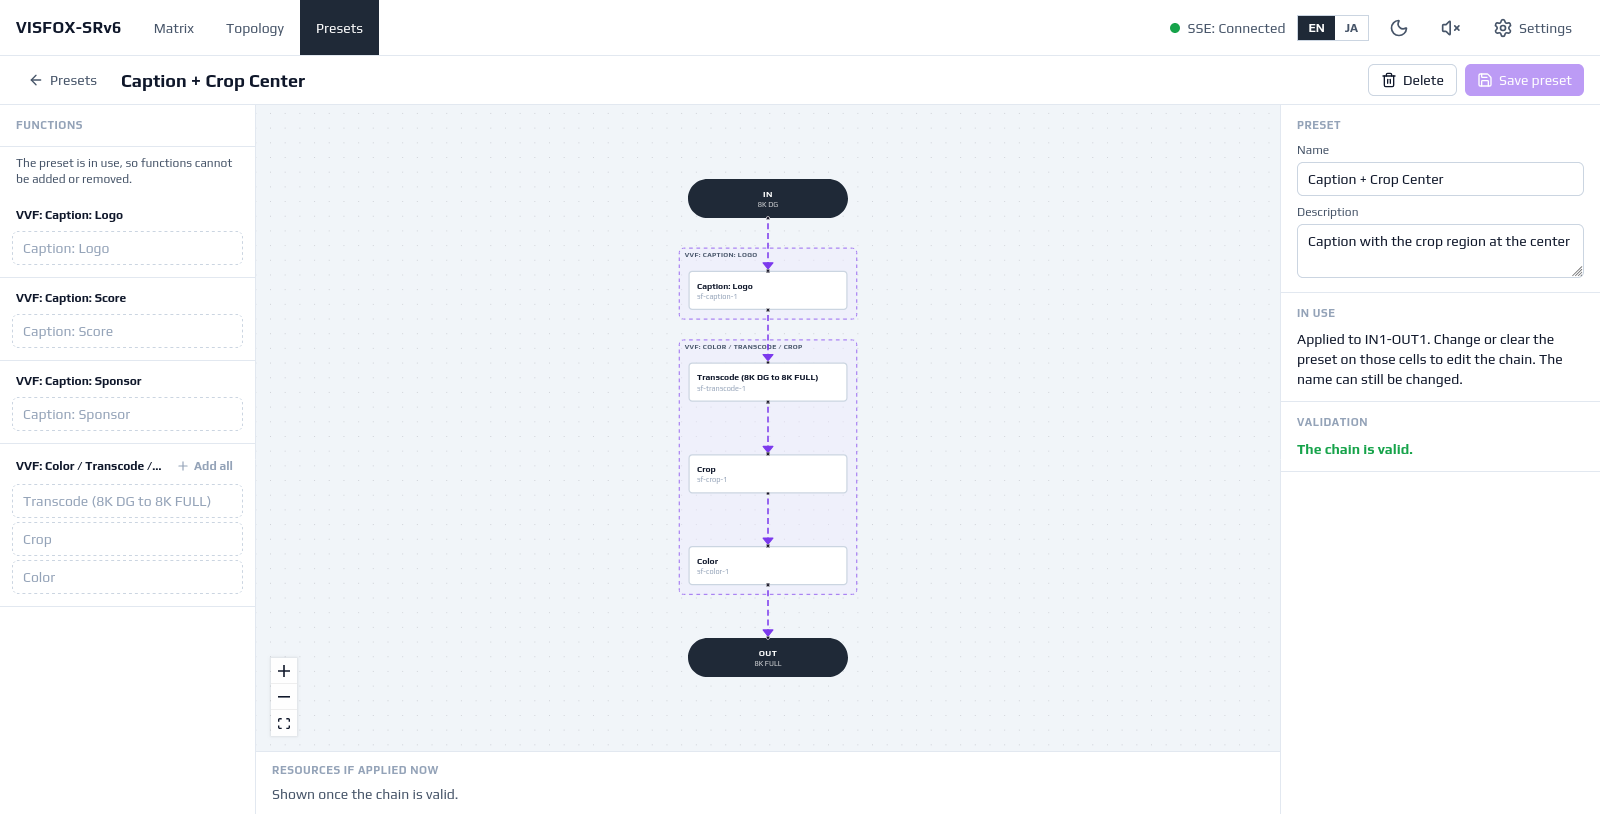 VISFOX-SRv6
Matrix
Topology
Presets
SSE: Connected
EN
JA
Settings
Presets
Caption + Crop Center
Delete
Save preset
FUNCTIONS
The preset is in use, so functions cannot
be added or removed.
VVF: Caption: Logo
Caption: Logo
VVF: Caption: Score
Caption: Score
VVF: Caption: Sponsor
Caption: Sponsor
VVF: Color / Transcode /...
Add all
Transcode (8K DG to 8K FULL)
Crop
Color
IN
8K DG
VVF: CAPTION: LOGO
Caption: Logo
sf-caption-1
VVF: COLOR / TRANSCODE / CROP
Transcode (8K DG to 8K FULL)
sf-transcode-1
Crop
sf-crop-1
Color
sf-color-1
OUT
8K FULL
RESOURCES IF APPLIED NOW
Shown once the chain is valid.
PRESET
Name
Caption + Crop Center
Description
Caption with the crop region at the center
IN USE
Applied to IN1-OUT1. Change or clear the
preset on those cells to edit the chain. The
name can still be changed.
VALIDATION
The chain is valid.